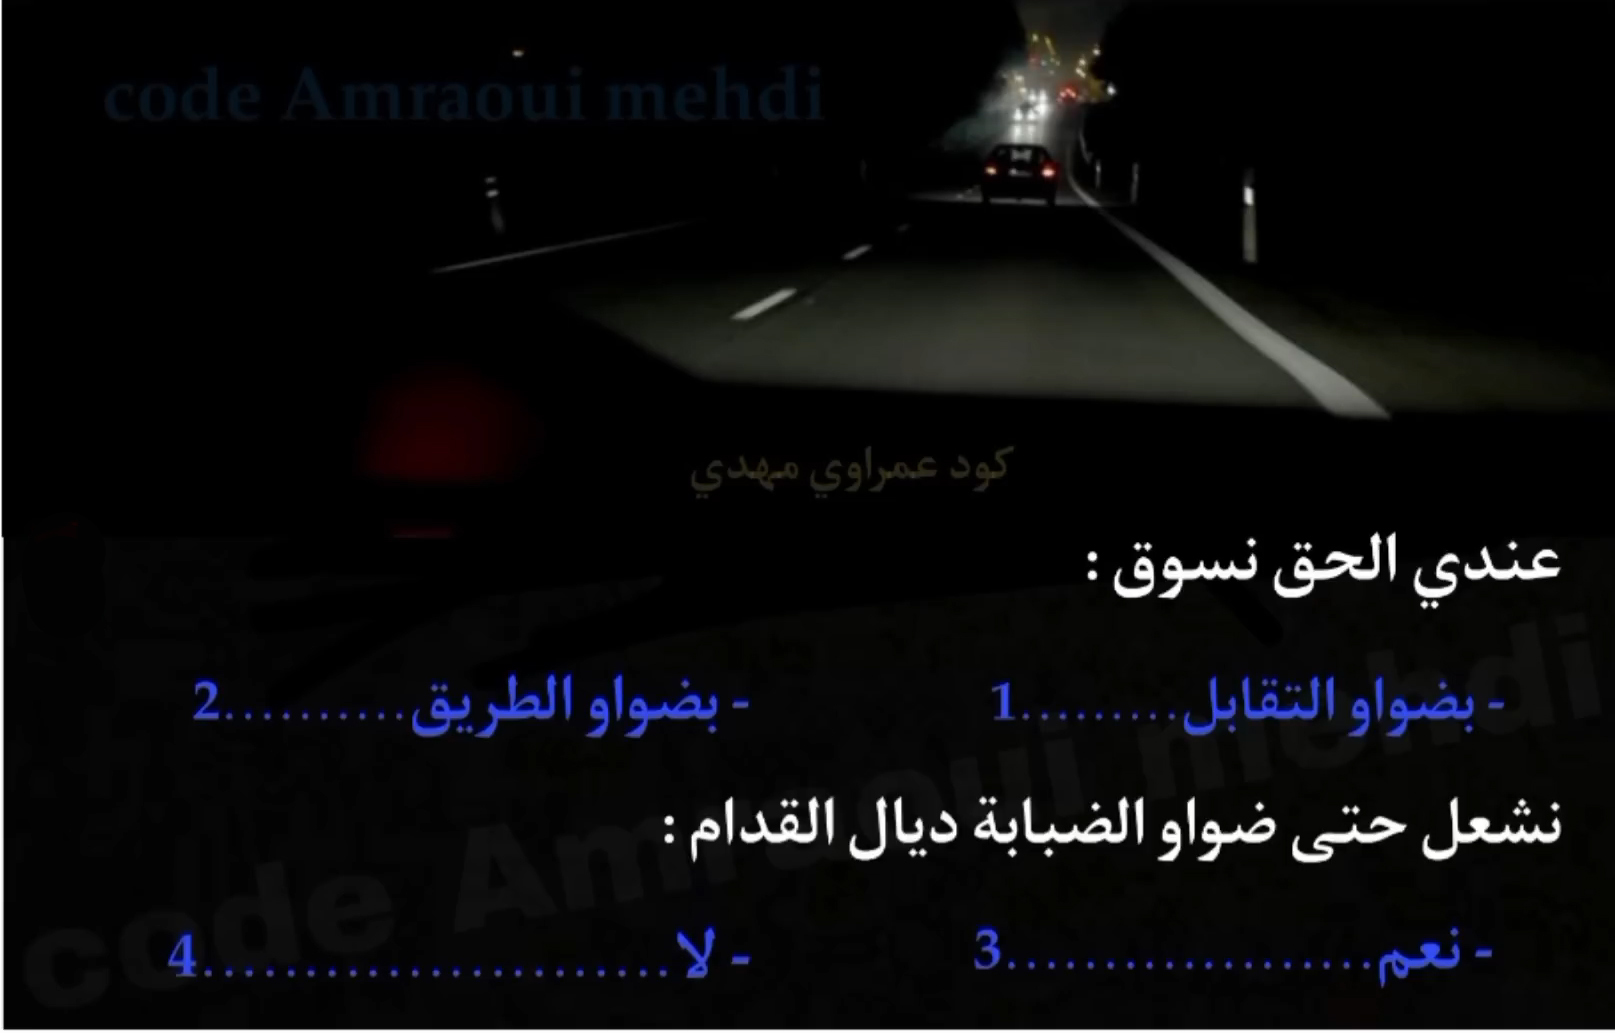 code Amraoui mehdi
كود عمراوي مهدي
عندي الحق نسوق :
- بضواو التقابل.........1 - بضواو الطريق..........2
نشعل حتى ضواو الضبابة ديال القدام :
- نعم...................3 - لا........................4
code Amraoui mehdi